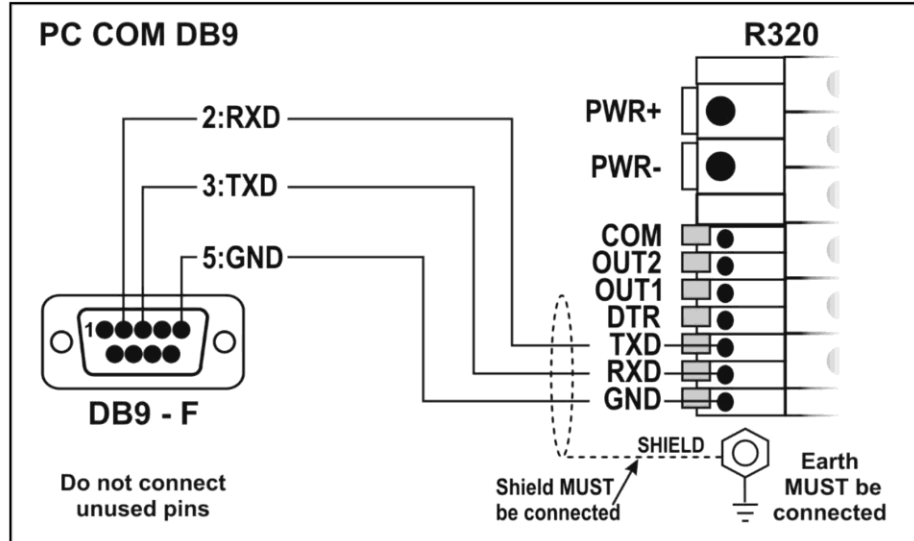 PC COM DB9
R320
2:RXD
3:TXD
5:GND
PWR+
PWR-
COM
OUT2
OUT1
DTR
TXD
RXD
GND
1
DB9 - F
Do not connect
unused pins
SHIELD
Shield MUST
be connected
Earth
MUST be
connected